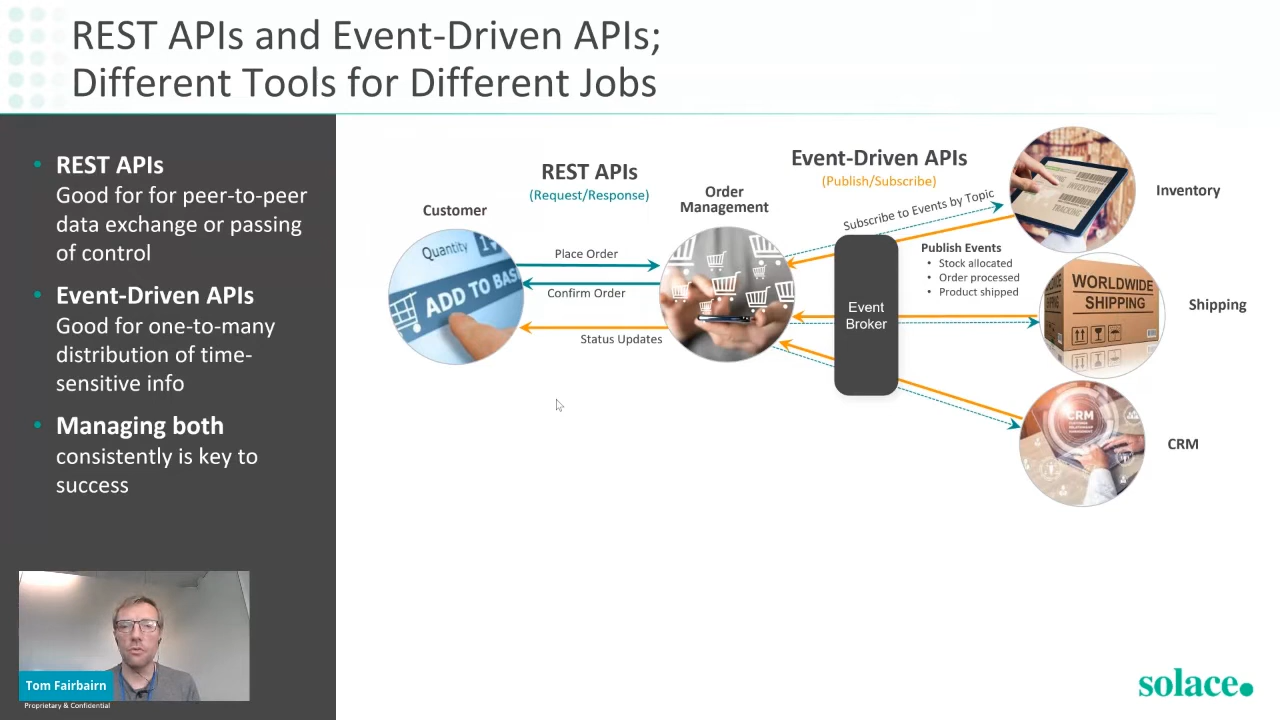 REST APIs and Event-Driven APIs;
Different Tools for Different Jobs
• REST APIs
Good for for peer-to-peer
data exchange or passing
of control
• Event-Driven APIs
Good for one-to-many
distribution of time-
sensitive info
• Managing both
consistently is key to
success
Tom Fairbairn
Proprietary & Confidential
REST APIs
(Request/Response)
Event-Driven APIs
(Publish/Subscribe)
Customer
Order
Management
Quantity 1
ADD TO BAS
Place Order
Confirm Order
Status Updates
Subscribe to Events by Topic
Event
Broker
Publish Events
• Stock allocated
• Order processed
• Product shipped
INVENTORY
TRACKING
Inventory
WORLDWIDE
SHIPPING
Shipping
CRM
CRM
solace.